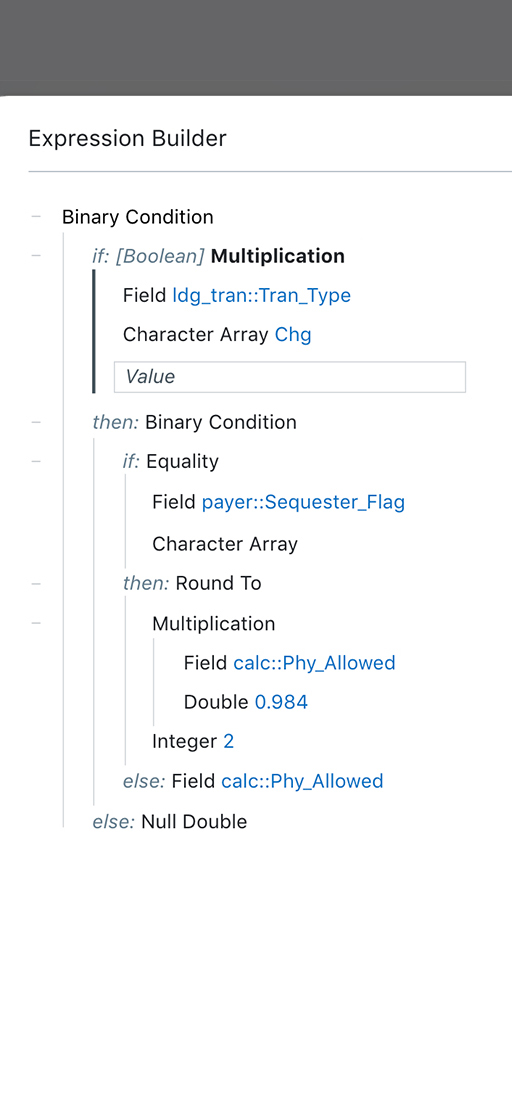 Expression Builder
Binary Condition
if: [Boolean] Multiplication
Field ldg_tran::Tran_Type
Character Array Chg
Value
then: Binary Condition
if: Equality
Field payer::Sequester_Flag
Character Array
then: Round To
Multiplication
Field calc::Phy_Allowed
Double 0.984
Integer 2
else: Field calc::Phy_Allowed
else: Null Double